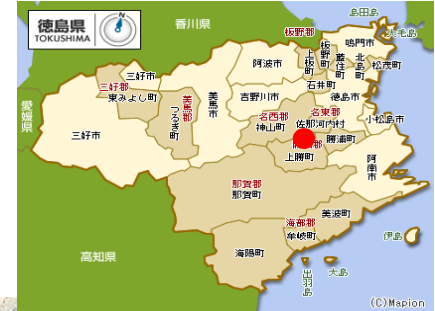 徳島県
TOKUSHIMA
香川県
愛媛県
高知県
島田島
大毛島
板野郡
鳴門市
上板町
板野町
藍住町
北島町
松茂町
阿波市
石井町
徳島市
吉野川市
三好市
三好郡
東みよし町
美馬郡
つるぎ町
美馬市
名西郡
神山町
名東郡
佐那河内村
小松島市
勝浦町
上勝町
三好市
阿南市
那賀郡
那賀町
美波町
海部郡
牟岐町
海陽町
伊島
出羽島
大島
(C)Mapion